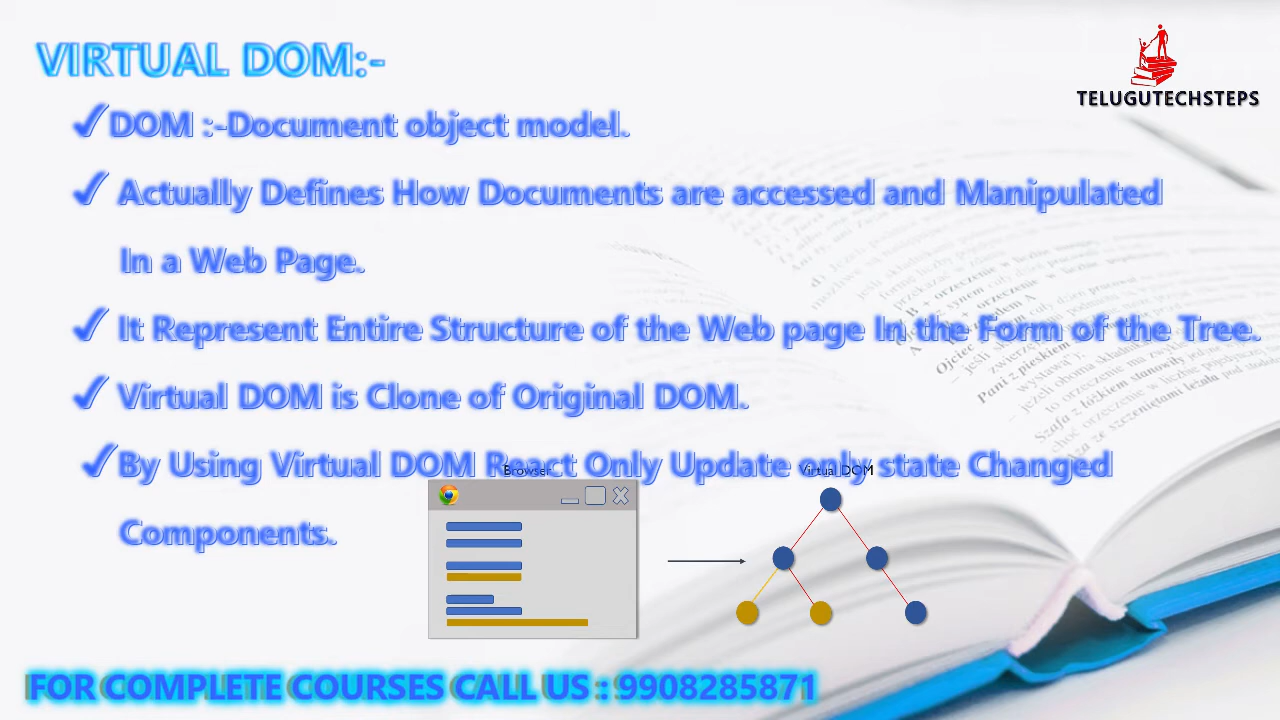 VIRTUAL DOM:-
TELUGUTECHSTEPS
✓DOM :-Document object model.
✓ Actually Defines How Documents are accessed and Manipulated
In a Web Page.
✓ It Represent Entire Structure of the Web page In the Form of the Tree.
✓ Virtual DOM is Clone of Original DOM.
✓By Using Virtual DOM React Only Update only state Changed
Components.
Browser
Virtual DOM
FOR COMPLETE COURSES CALL US : 9908285871